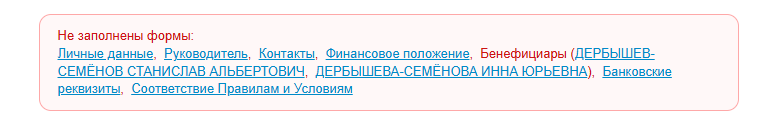 Не заполнены формы:
Личные данные, Руководитель, Контакты, Финансовое положение, Бенефициары (ДЕРБЫШЕВ-
СЕМЁНОВ СТАНИСЛАВ АЛЬБЕРТОВИЧ, ДЕРБЫШЕВА-СЕМЁНОВА ИННА ЮРЬЕВНА), Банковские
реквизиты, Соответствие Правилам и Условиям